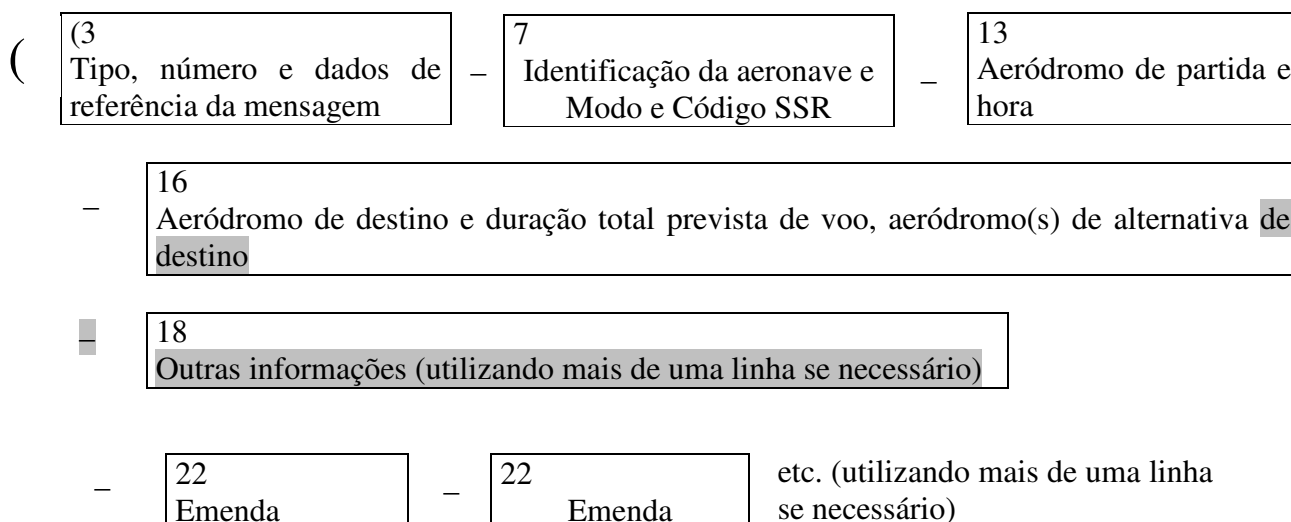 ( (3 7 13
Tipo, número e dados de – Identificação da aeronave e – Aeródromo de partida e
referência da mensagem Modo e Código SSR hora
16
– Aeródromo de destino e duração total prevista de voo, aeródromo(s) de alternativa de
destino
– 18
Outras informações (utilizando mais de uma linha se necessário)
– 22 – 22 etc. (utilizando mais de uma linha
Emenda Emenda se necessário)